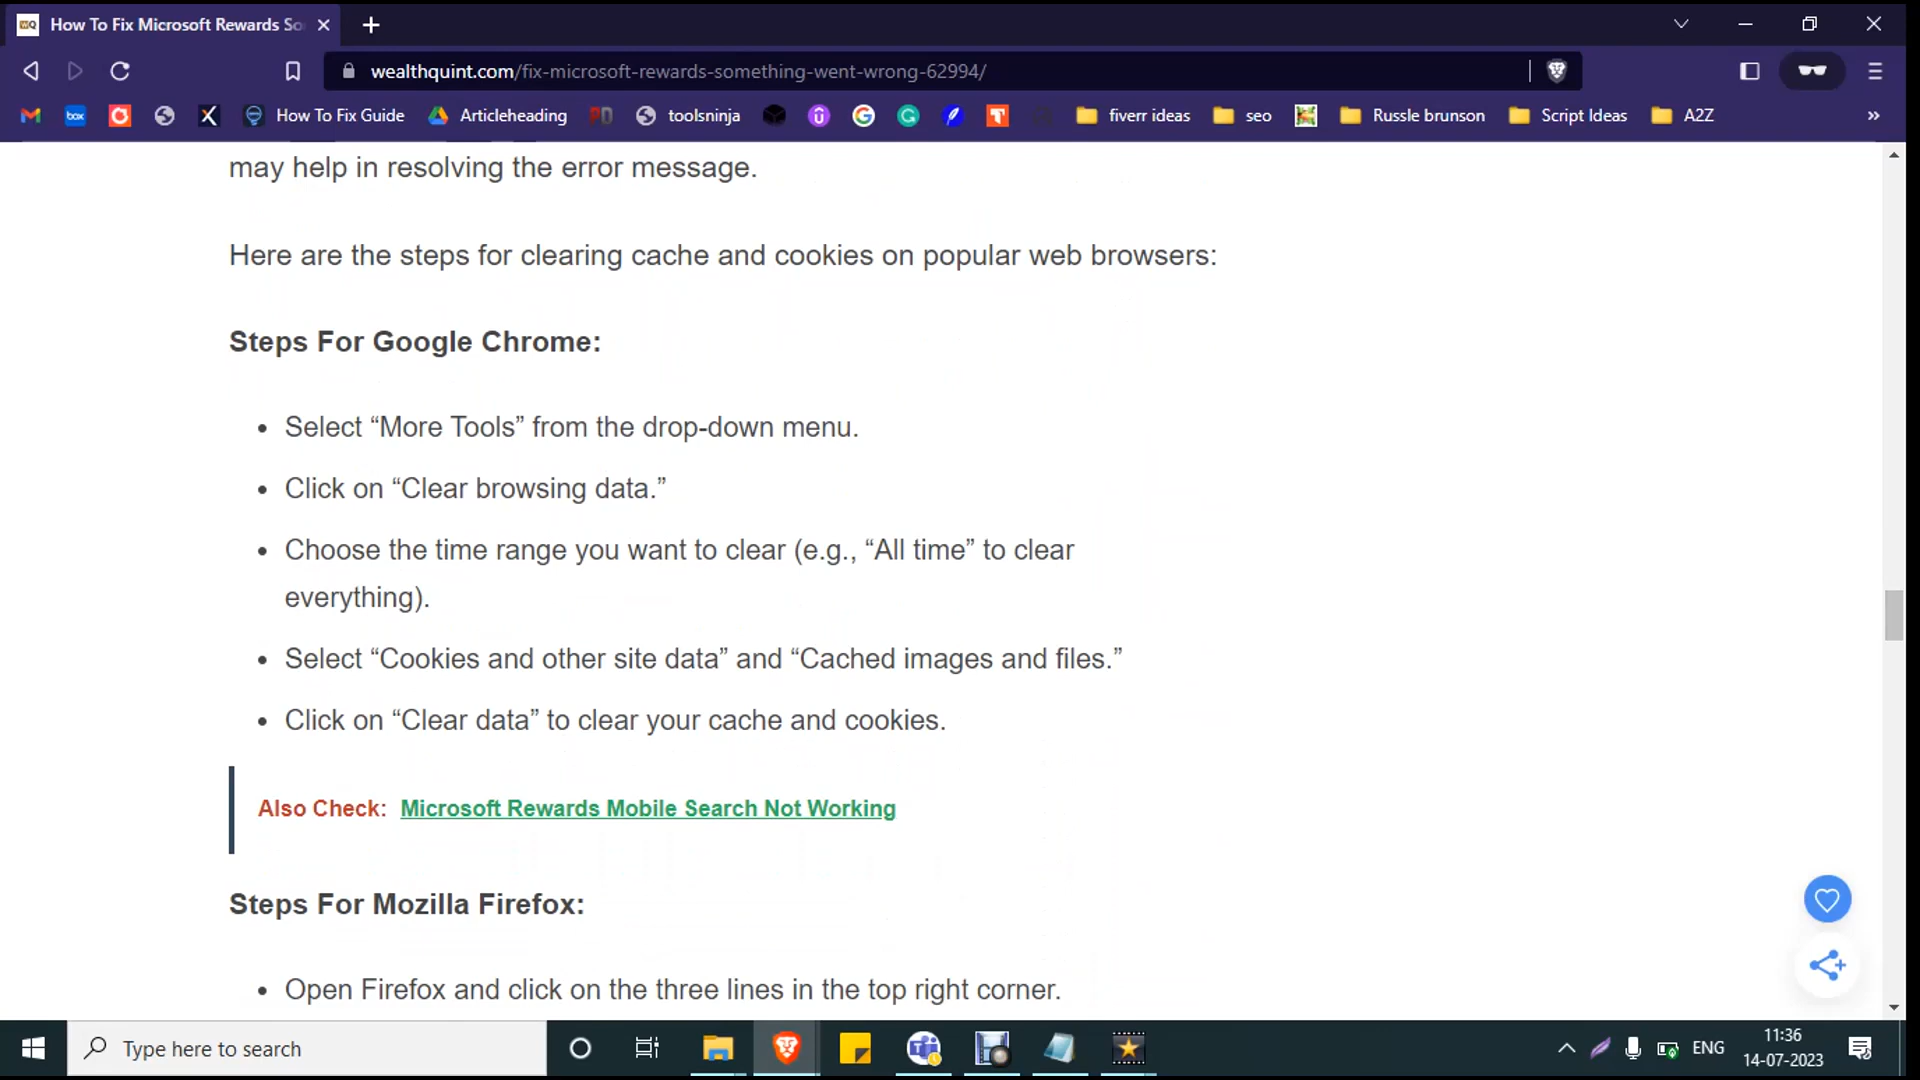 How To Fix Microsoft Rewards So
wealthquint.com/fix-microsoft-rewards-something-went-wrong-62994/
box
How To Fix Guide
Articleheading
toolsninja
fiverr ideas
seo
Russle brunson
Script Ideas
A2Z
may help in resolving the error message.
Here are the steps for clearing cache and cookies on popular web browsers:
Steps For Google Chrome:
• Select “More Tools” from the drop-down menu.
• Click on “Clear browsing data.”
• Choose the time range you want to clear (e.g., “All time” to clear
everything).
• Select “Cookies and other site data” and “Cached images and files.”
• Click on “Clear data” to clear your cache and cookies.
Also Check: Microsoft Rewards Mobile Search Not Working
Steps For Mozilla Firefox:
• Open Firefox and click on the three lines in the top right corner.
Type here to search
ENG
11:36
14-07-2023